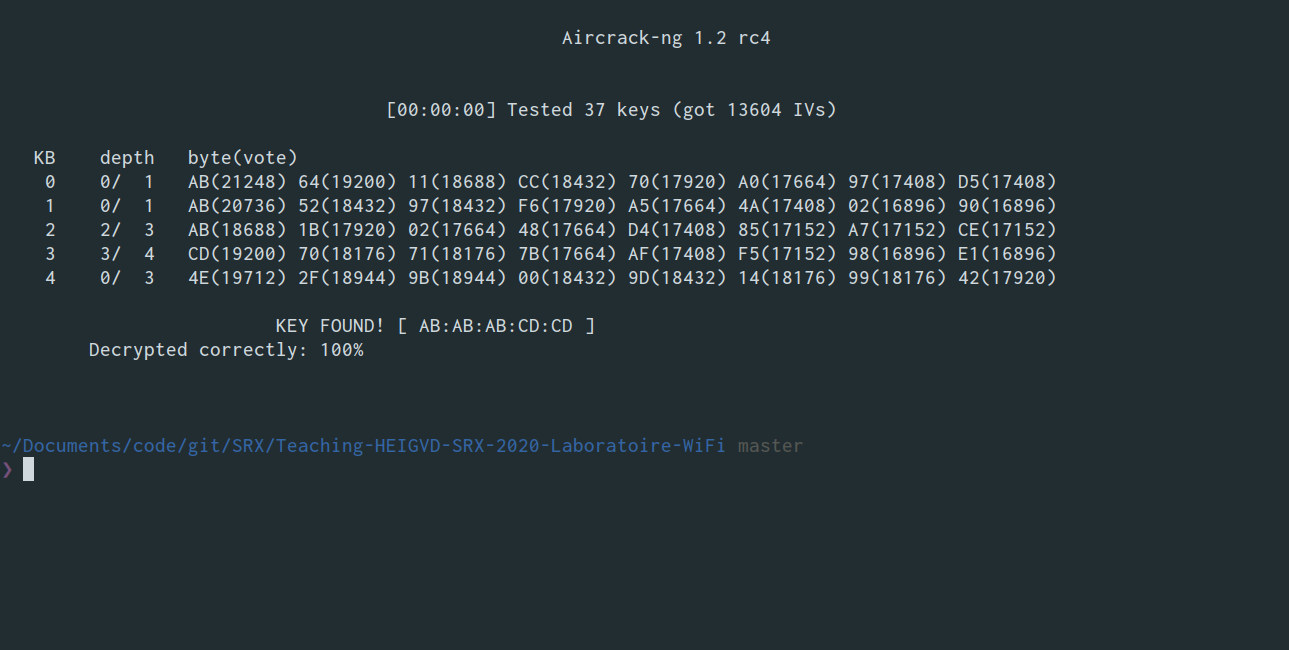 Aircrack-ng 1.2 rc4
[00:00:00] Tested 37 keys (got 13604 IVs)
KB    depth   byte(vote)
0    0/  1   AB(21248) 64(19200) 11(18688) CC(18432) 70(17920) A0(17664) 97(17408) D5(17408)
1    0/  1   AB(20736) 52(18432) 97(18432) F6(17920) A5(17664) 4A(17408) 02(16896) 90(16896)
2    2/  3   AB(18688) 1B(17920) 02(17664) 48(17664) D4(17408) 85(17152) A7(17152) CE(17152)
3    3/  4   CD(19200) 70(18176) 71(18176) 7B(17664) AF(17408) F5(17152) 98(16896) E1(16896)
4    0/  3   4E(19712) 2F(18944) 9B(18944) 00(18432) 9D(18432) 14(18176) 99(18176) 42(17920)
KEY FOUND! [ AB:AB:AB:CD:CD ]
Decrypted correctly: 100%
~/Documents/code/git/SRX/Teaching-HEIGVD-SRX-2020-Laboratoire-WiFi master
❯